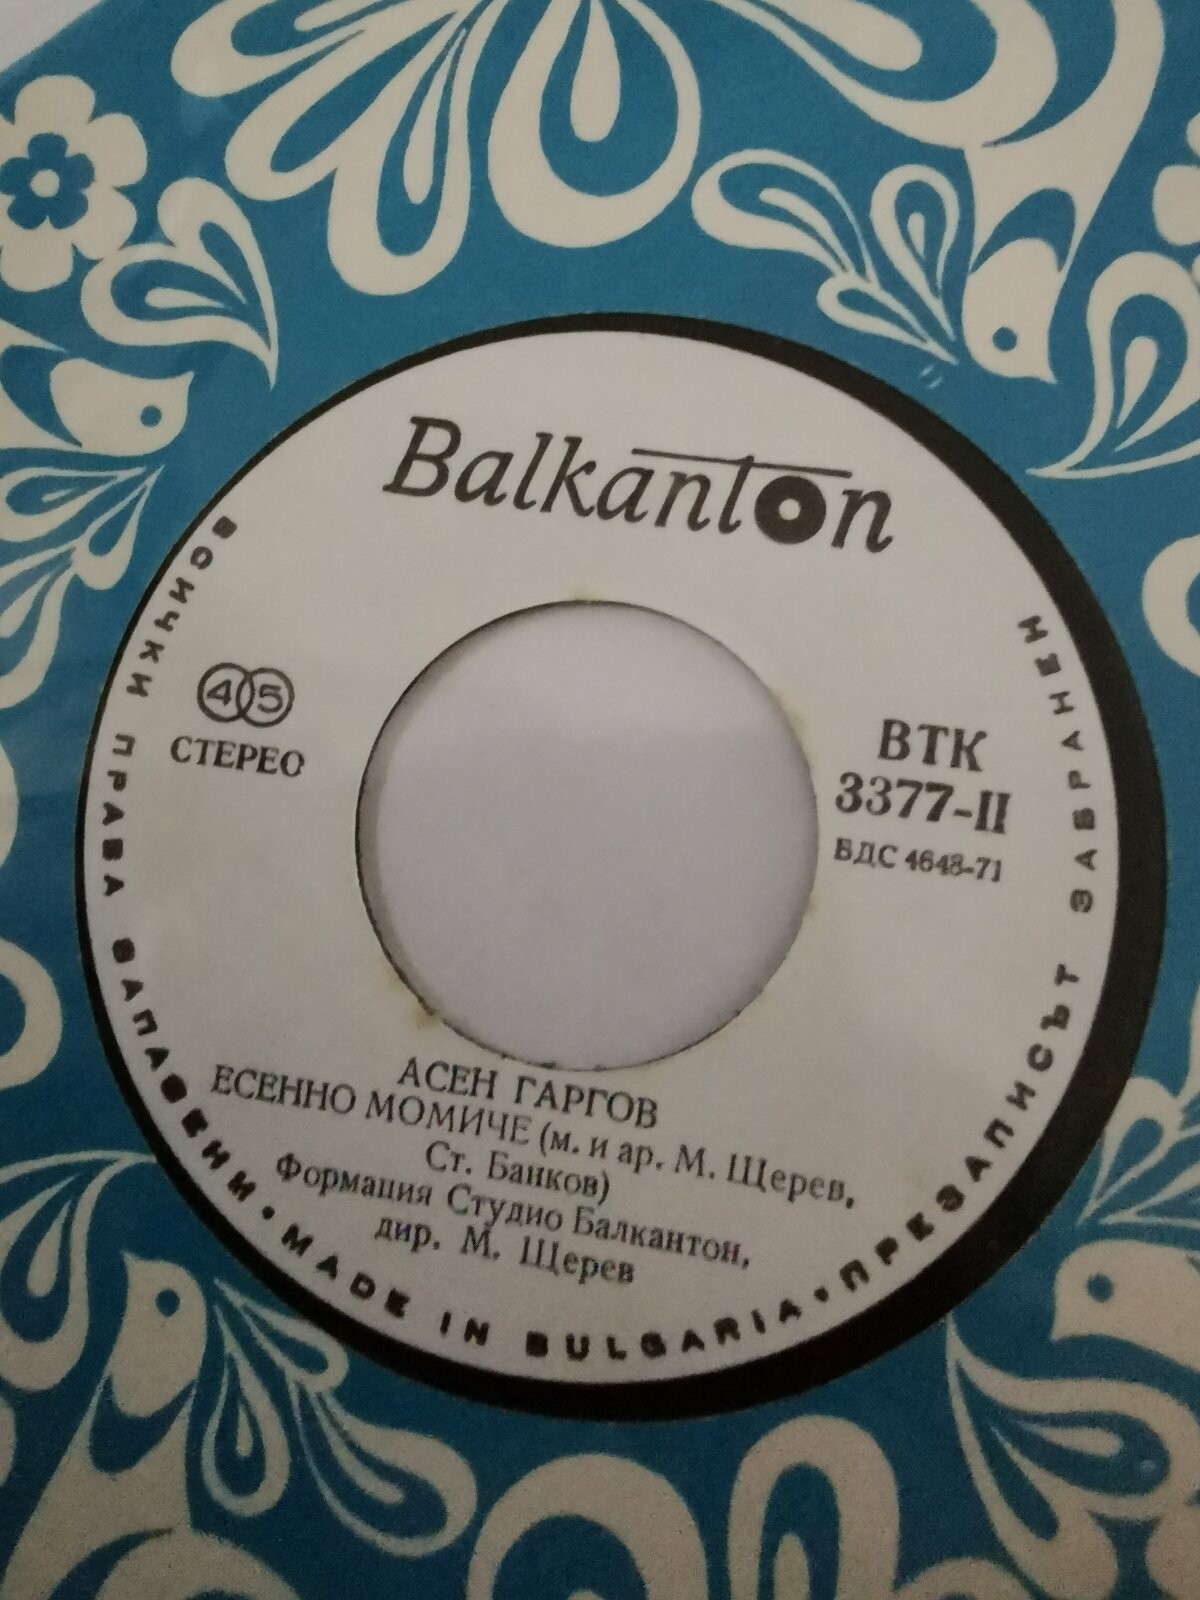 Balkanton
45
СТЕРЕО
ВТК
3377-II
БДС 4648-71
АСЕН ГАРГОВ
ЕСЕННО МОМИЧЕ (м. и ар. М. Щерев,
Ст. Банков)
Формация Студио Балкантон,
дир. М. Щерев
ВСИЧКИ ПРАВА ЗАПАЗЕНИ • MADE IN BULGARIA • ПРЕЗАПИСЪТ ЗАБРАНЕН